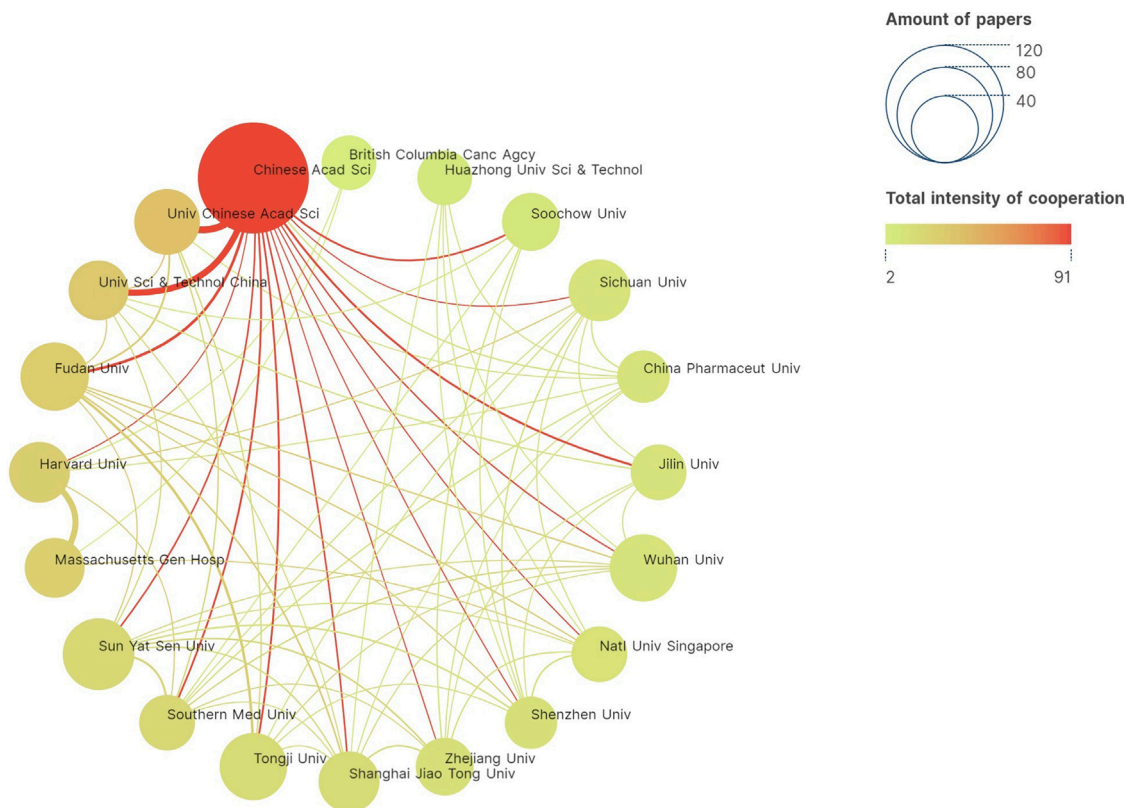 Amount of papers
120
80
40
Total intensity of cooperation
2
91
British Columbia Canc Agcy
Chinese Acad Sci
Huazhong Univ Sci & Technol
Univ Chinese Acad Sci
Soochow Univ
Univ Sci & Technol China
Sichuan Univ
Fudan Univ
China Pharmaceut Univ
Harvard Univ
Jilin Univ
Massachusetts Gen Hosp
Wuhan Univ
Sun Yat Sen Univ
Natl Univ Singapore
Southern Med Univ
Shenzhen Univ
Tongji Univ
Zhejiang Univ
Shanghai Jiao Tong Univ